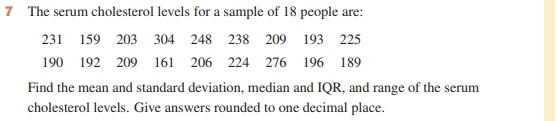 7 The serum cholesterol levels for a sample of 18 people are:
231 159 203 304 248 238 209 193 225
190 192 209 161 206 224 276 196 189
Find the mean and standard deviation, median and IQR, and range of the serum
cholesterol levels. Give answers rounded to one decimal place.